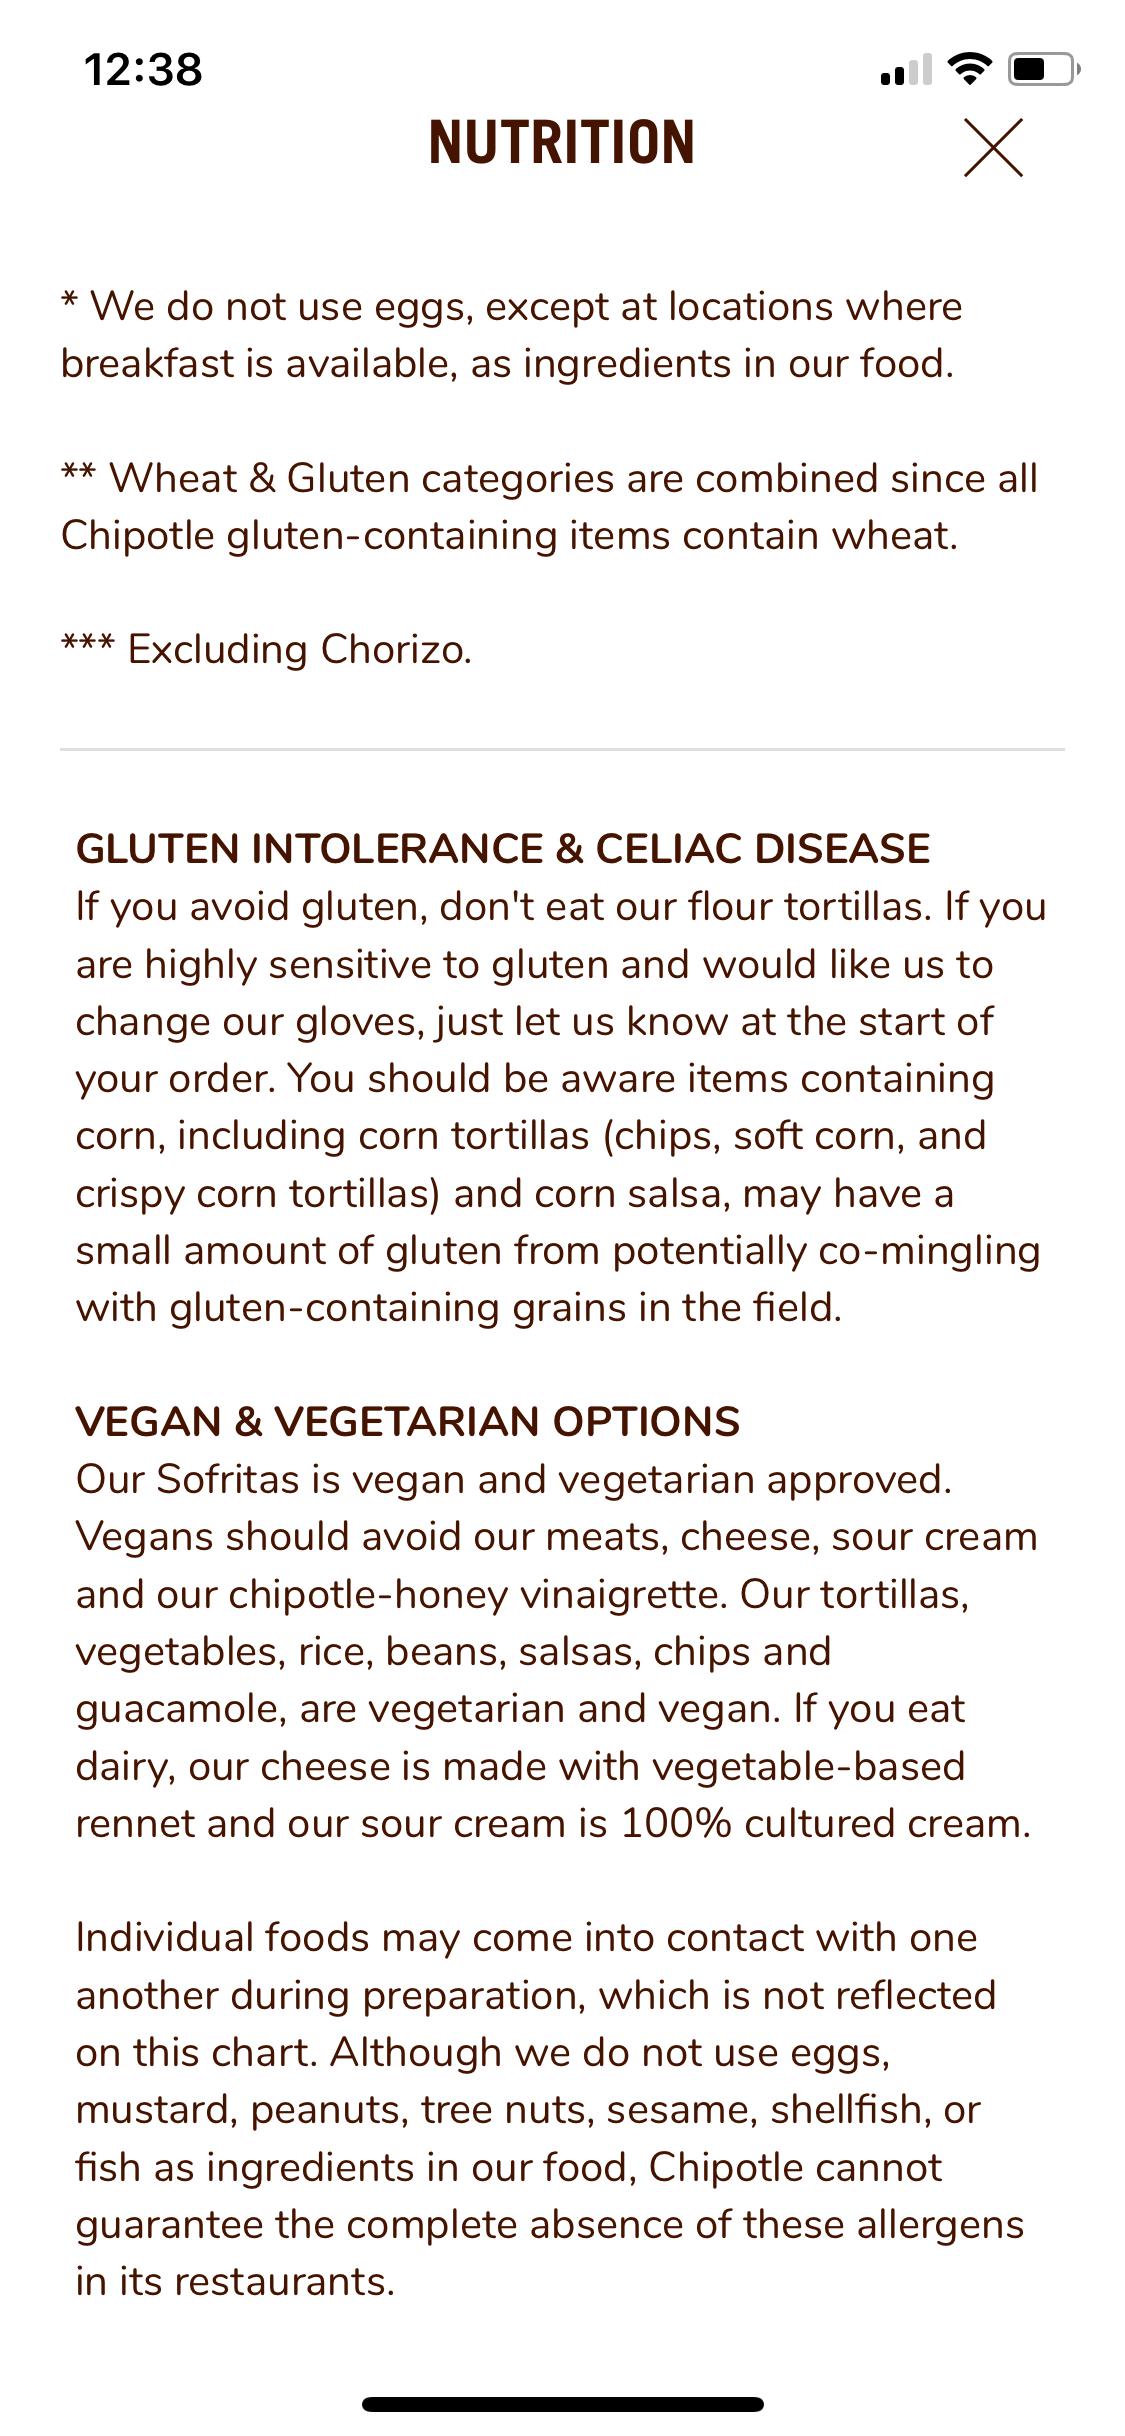 12:38
NUTRITION
* We do not use eggs, except at locations where
breakfast is available, as ingredients in our food.
** Wheat & Gluten categories are combined since all
Chipotle gluten-containing items contain wheat.
*** Excluding Chorizo.
GLUTEN INTOLERANCE & CELIAC DISEASE
If you avoid gluten, don't eat our flour tortillas. If you
are highly sensitive to gluten and would like us to
change our gloves, just let us know at the start of
your order. You should be aware items containing
corn, including corn tortillas (chips, soft corn, and
crispy corn tortillas) and corn salsa, may have a
small amount of gluten from potentially co-mingling
with gluten-containing grains in the field.
VEGAN & VEGETARIAN OPTIONS
Our Sofritas is vegan and vegetarian approved.
Vegans should avoid our meats, cheese, sour cream
and our chipotle-honey vinaigrette. Our tortillas,
vegetables, rice, beans, salsas, chips and
guacamole, are vegetarian and vegan. If you eat
dairy, our cheese is made with vegetable-based
rennet and our sour cream is 100% cultured cream.
Individual foods may come into contact with one
another during preparation, which is not reflected
on this chart. Although we do not use eggs,
mustard, peanuts, tree nuts, sesame, shellfish, or
fish as ingredients in our food, Chipotle cannot
guarantee the complete absence of these allergens
in its restaurants.